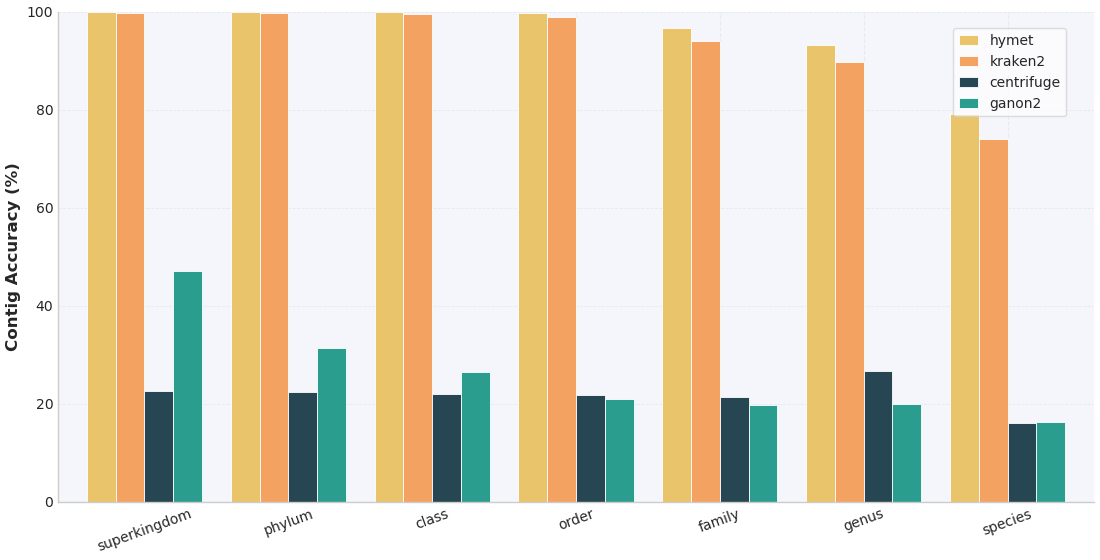 100
80
60
40
20
0
Contig Accuracy (%)
hymet
kraken2
centrifuge
ganon2
superkingdom
phylum
class
order
family
genus
species